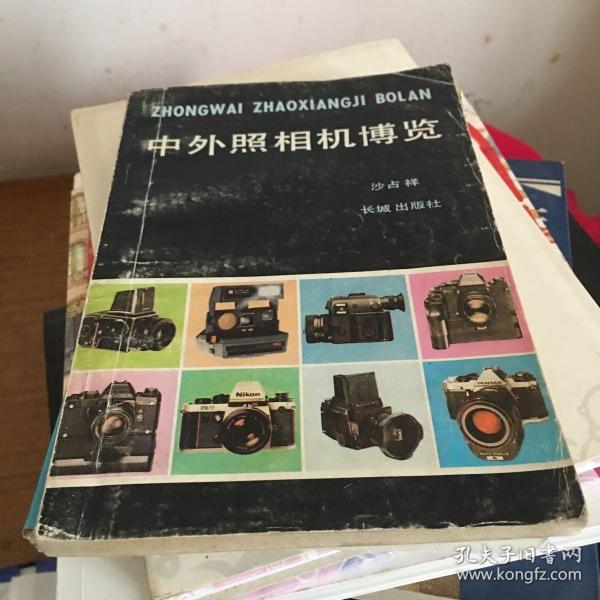 ZHONGWAI ZHAOXIANGJI BOLAN
中外照相机博览
沙占祥
长城出版社
Nikon
PENTAX
孔夫子旧书网
www.kongfz.com